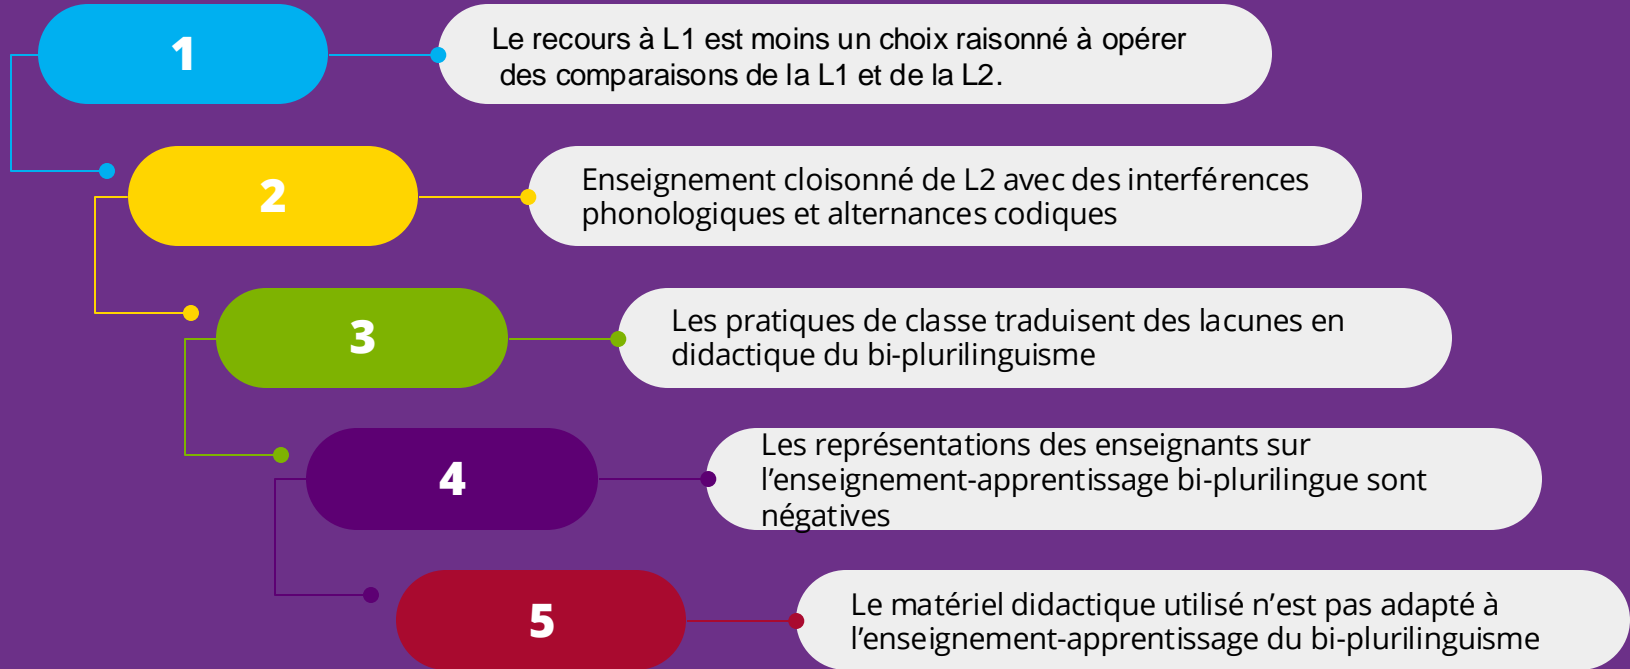 1
Le recours à L1 est moins un choix raisonné à opérer
des comparaisons de la L1 et de la L2.
2
Enseignement cloisonné de L2 avec des interférences
phonologiques et alternances codiques
3
Les pratiques de classe traduisent des lacunes en
didactique du bi-plurilinguisme
4
Les représentations des enseignants sur
l’enseignement-apprentissage bi-plurilingue sont
négatives
5
Le matériel didactique utilisé n’est pas adapté à
l’enseignement-apprentissage du bi-plurilinguisme